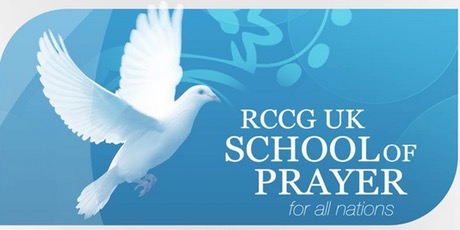 RCCG UK
SCHOOL OF
PRAYER
for all nations